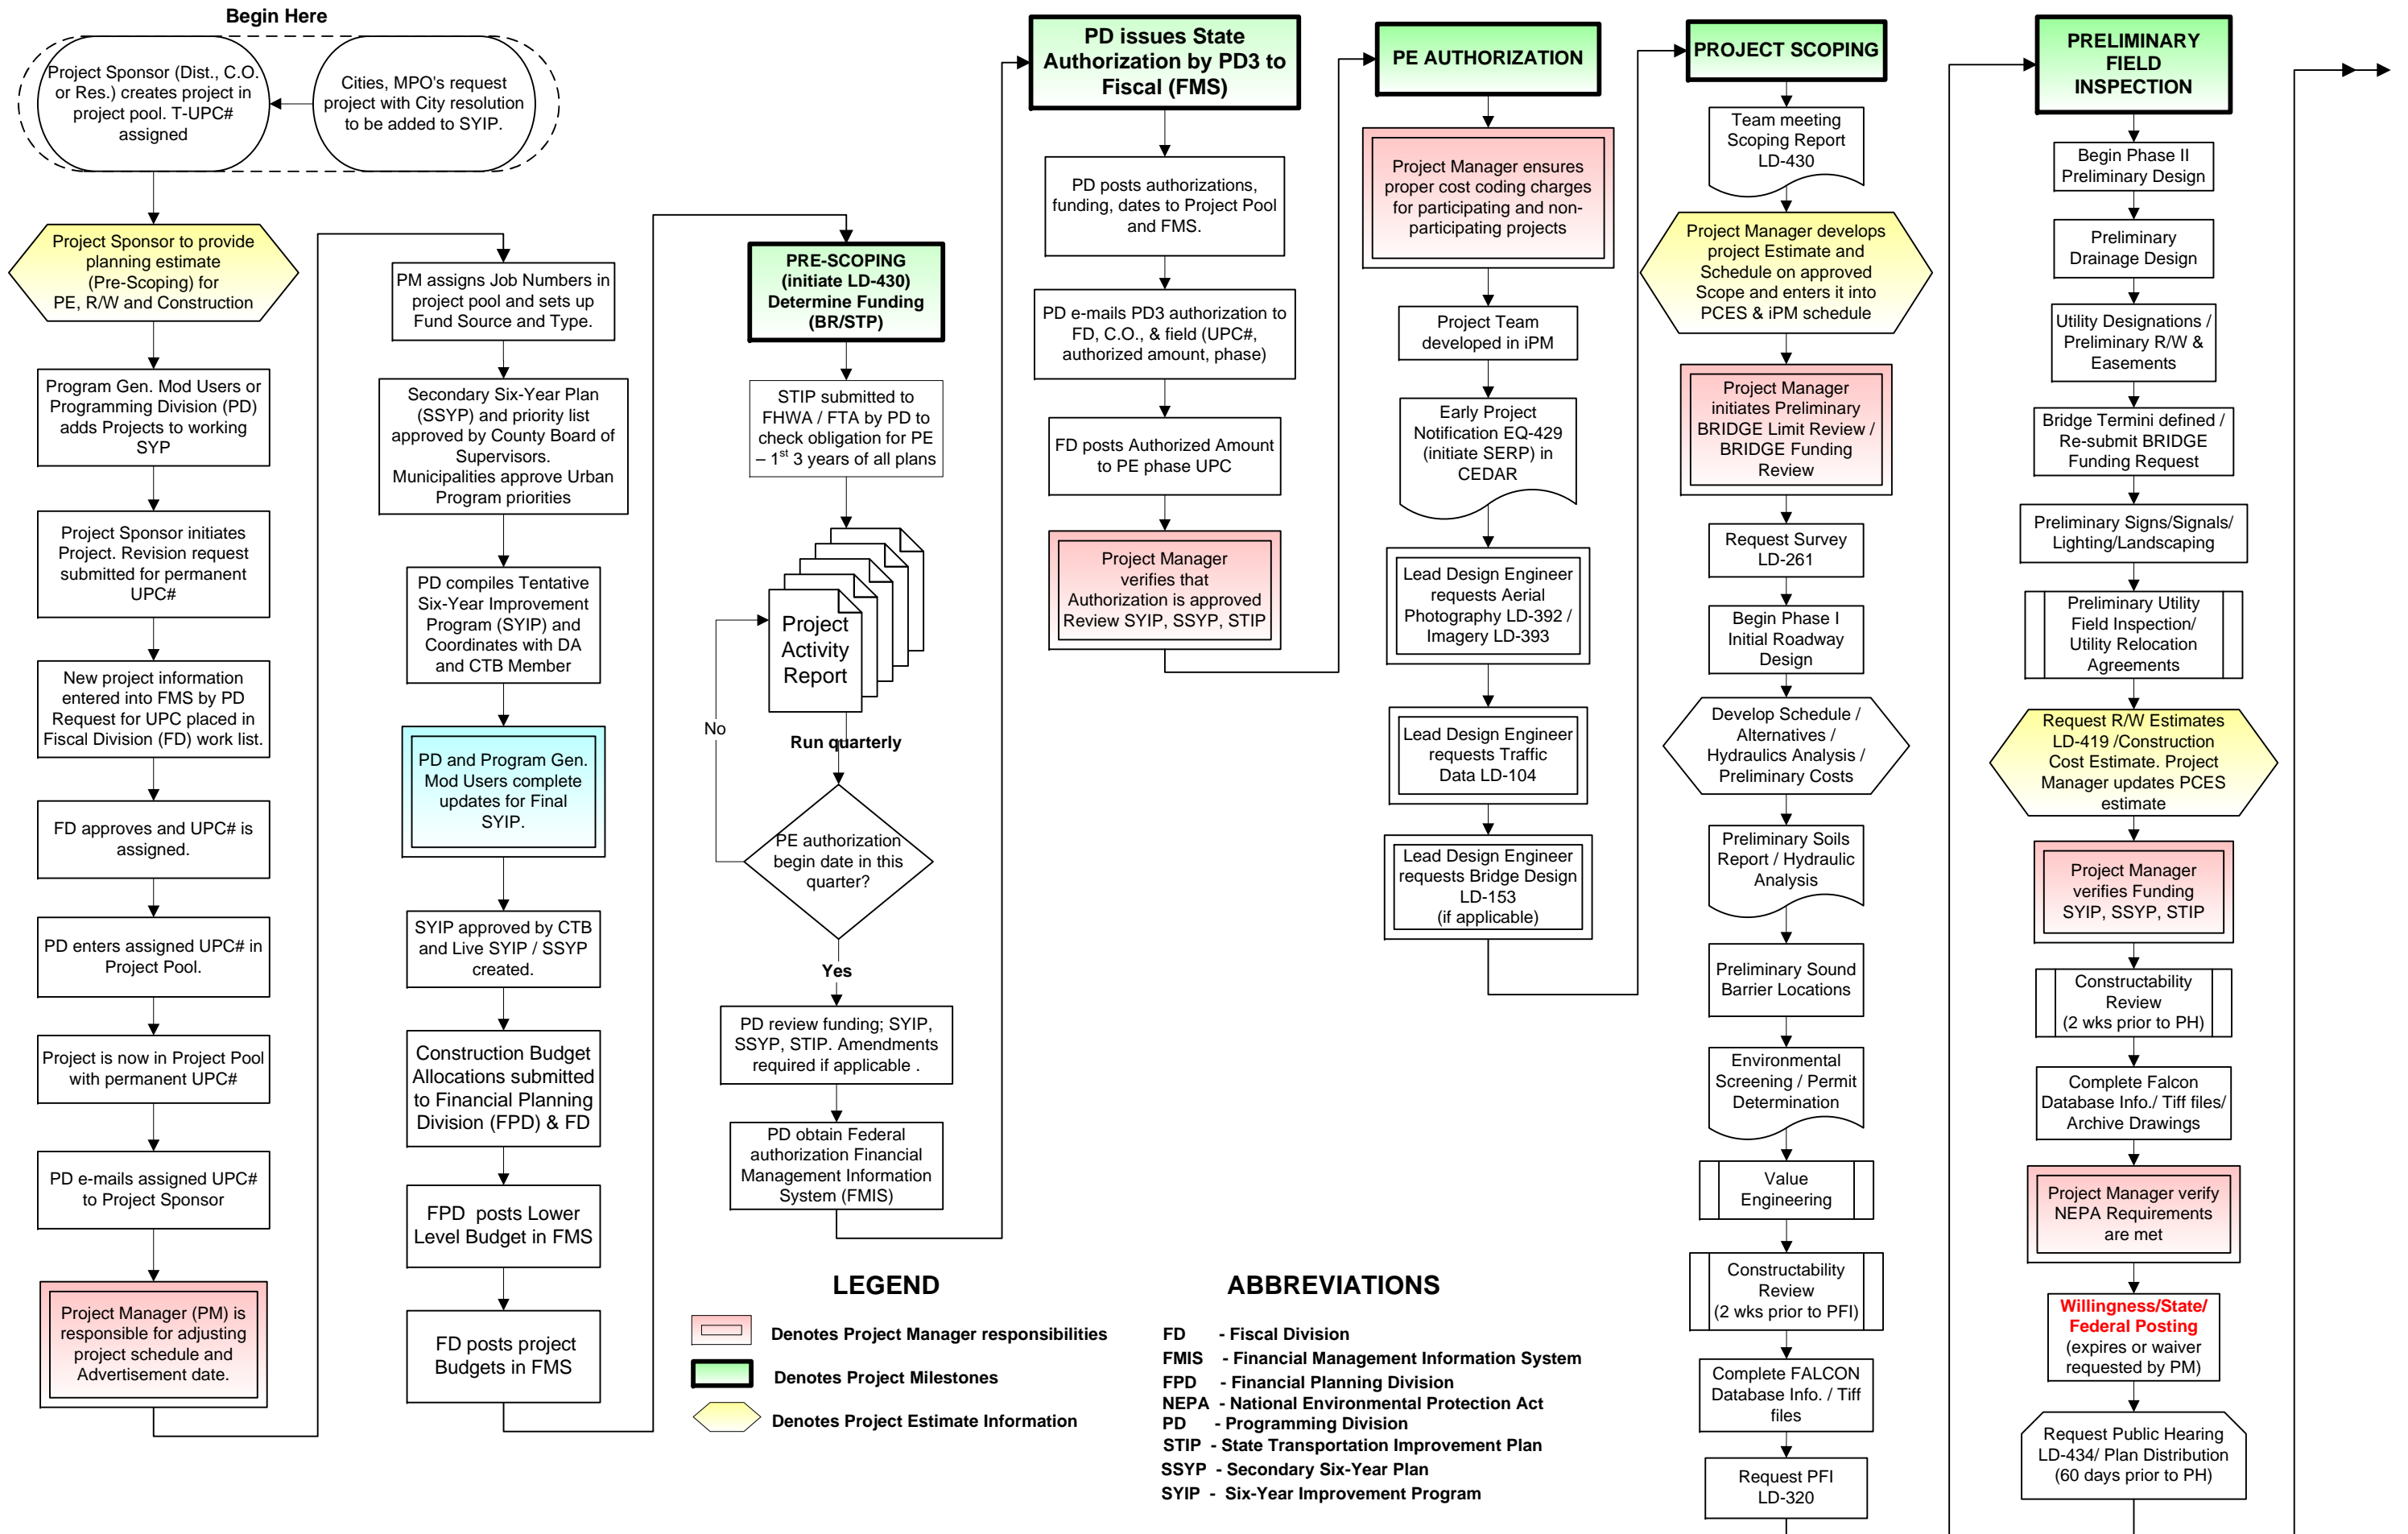 Begin Here
Project Sponsor (Dist., C.O.
or Res.) creates project in
project pool. T-UPC#
assigned
Cities, MPO's request
project with City resolution
to be added to SYIP.
Project Sponsor to provide
planning estimate
(Pre-Scoping) for
PE, R/W and Construction
Program Gen. Mod Users or
Programming Division (PD)
adds Projects to working
SYP
Project Sponsor initiates
Project. Revision request
submitted for permanent
UPC#
New project information
entered into FMS by PD
Request for UPC placed in
Fiscal Division (FD) work list.
FD approves and UPC# is
assigned.
PD enters assigned UPC# in
Project Pool.
Project is now in Project Pool
with permanent UPC#
PD e-mails assigned UPC#
to Project Sponsor
Project Manager (PM) is
responsible for adjusting
project schedule and
Advertisement date.
PM assigns Job Numbers in
project pool and sets up
Fund Source and Type.
Secondary Six-Year Plan
(SSYP) and priority list
approved by County Board of
Supervisors.
Municipalities approve Urban
Program priorities
PD compiles Tentative
Six-Year Improvement
Program (SYIP) and
Coordinates with DA
and CTB Member
PD and Program Gen.
Mod Users complete
updates for Final
SYIP.
SYIP approved by CTB
and Live SYIP / SSYP
created.
Construction Budget
Allocations submitted
to Financial Planning
Division (FPD) & FD
FPD posts Lower
Level Budget in FMS
FD posts project
Budgets in FMS
PRE-SCOPING
(initiate LD-430)
Determine Funding
(BR/STP)
STIP submitted to
FHWA / FTA by PD to
check obligation for PE
– 1st 3 years of all plans
Project
Activity
Report
No
Run quarterly
PE authorization
begin date in this
quarter?
Yes
PD review funding; SYIP,
SSYP, STIP. Amendments
required if applicable .
PD obtain Federal
authorization Financial
Management Information
System (FMIS)
PD issues State
Authorization by PD3 to
Fiscal (FMS)
PD posts authorizations,
funding, dates to Project Pool
and FMS.
PD e-mails PD3 authorization to
FD, C.O., & field (UPC#,
authorized amount, phase)
FD posts Authorized Amount
to PE phase UPC
Project Manager
verifies that
Authorization is approved
Review SYIP, SSYP, STIP
PE AUTHORIZATION
Project Manager ensures
proper cost coding charges
for participating and non-
participating projects
Project Team
developed in iPM
Early Project
Notification EQ-429
(initiate SERP) in
CEDAR
Lead Design Engineer
requests Aerial
Photography LD-392 /
Imagery LD-393
Lead Design Engineer
requests Traffic
Data LD-104
Lead Design Engineer
requests Bridge Design
LD-153
(if applicable)
PROJECT SCOPING
Team meeting
Scoping Report
LD-430
Project Manager develops
project Estimate and
Schedule on approved
Scope and enters it into
PCES & iPM schedule
Project Manager
initiates Preliminary
BRIDGE Limit Review /
BRIDGE Funding
Review
Request Survey
LD-261
Begin Phase I
Initial Roadway
Design
Develop Schedule /
Alternatives /
Hydraulics Analysis /
Preliminary Costs
Preliminary Soils
Report / Hydraulic
Analysis
Preliminary Sound
Barrier Locations
Environmental
Screening / Permit
Determination
Value
Engineering
Constructability
Review
(2 wks prior to PFI)
Complete FALCON
Database Info. / Tiff
files
Request PFI
LD-320
PRELIMINARY
FIELD
INSPECTION
Begin Phase II
Preliminary Design
Preliminary
Drainage Design
Utility Designations /
Preliminary R/W &
Easements
Bridge Termini defined /
Re-submit BRIDGE
Funding Request
Preliminary Signs/Signals/
Lighting/Landscaping
Preliminary Utility
Field Inspection/
Utility Relocation
Agreements
Request R/W Estimates
LD-419 /Construction
Cost Estimate. Project
Manager updates PCES
estimate
Project Manager
verifies Funding
SYIP, SSYP, STIP
Constructability
Review
(2 wks prior to PH)
Complete Falcon
Database Info./ Tiff files/
Archive Drawings
Project Manager verify
NEPA Requirements
are met
Willingness/State/
Federal Posting
(expires or waiver
requested by PM)
Request Public Hearing
LD-434/ Plan Distribution
(60 days prior to PH)
LEGEND
Denotes Project Manager responsibilities
Denotes Project Milestones
Denotes Project Estimate Information
ABBREVIATIONS
FD - Fiscal Division
FMIS - Financial Management Information System
FPD - Financial Planning Division
NEPA - National Environmental Protection Act
PD - Programming Division
STIP - State Transportation Improvement Plan
SSYP - Secondary Six-Year Plan
SYIP - Six-Year Improvement Program